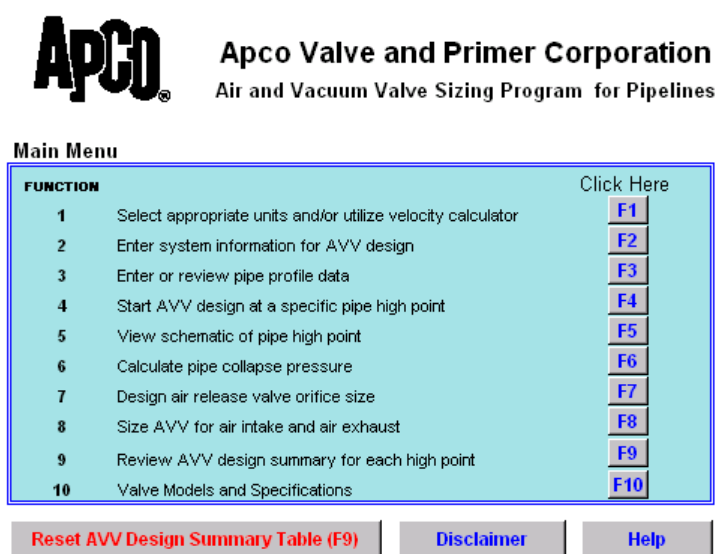 APCO®
Apco Valve and Primer Corporation
Air and Vacuum Valve Sizing Program for Pipelines
Main Menu
FUNCTION Click Here
1 Select appropriate units and/or utilize velocity calculator F1
2 Enter system information for AVV design F2
3 Enter or review pipe profile data F3
4 Start AVV design at a specific pipe high point F4
5 View schematic of pipe high point F5
6 Calculate pipe collapse pressure F6
7 Design air release valve orifice size F7
8 Size AVV for air intake and air exhaust F8
9 Review AVV design summary for each high point F9
10 Valve Models and Specifications F10
Reset AVV Design Summary Table (F9) Disclaimer Help